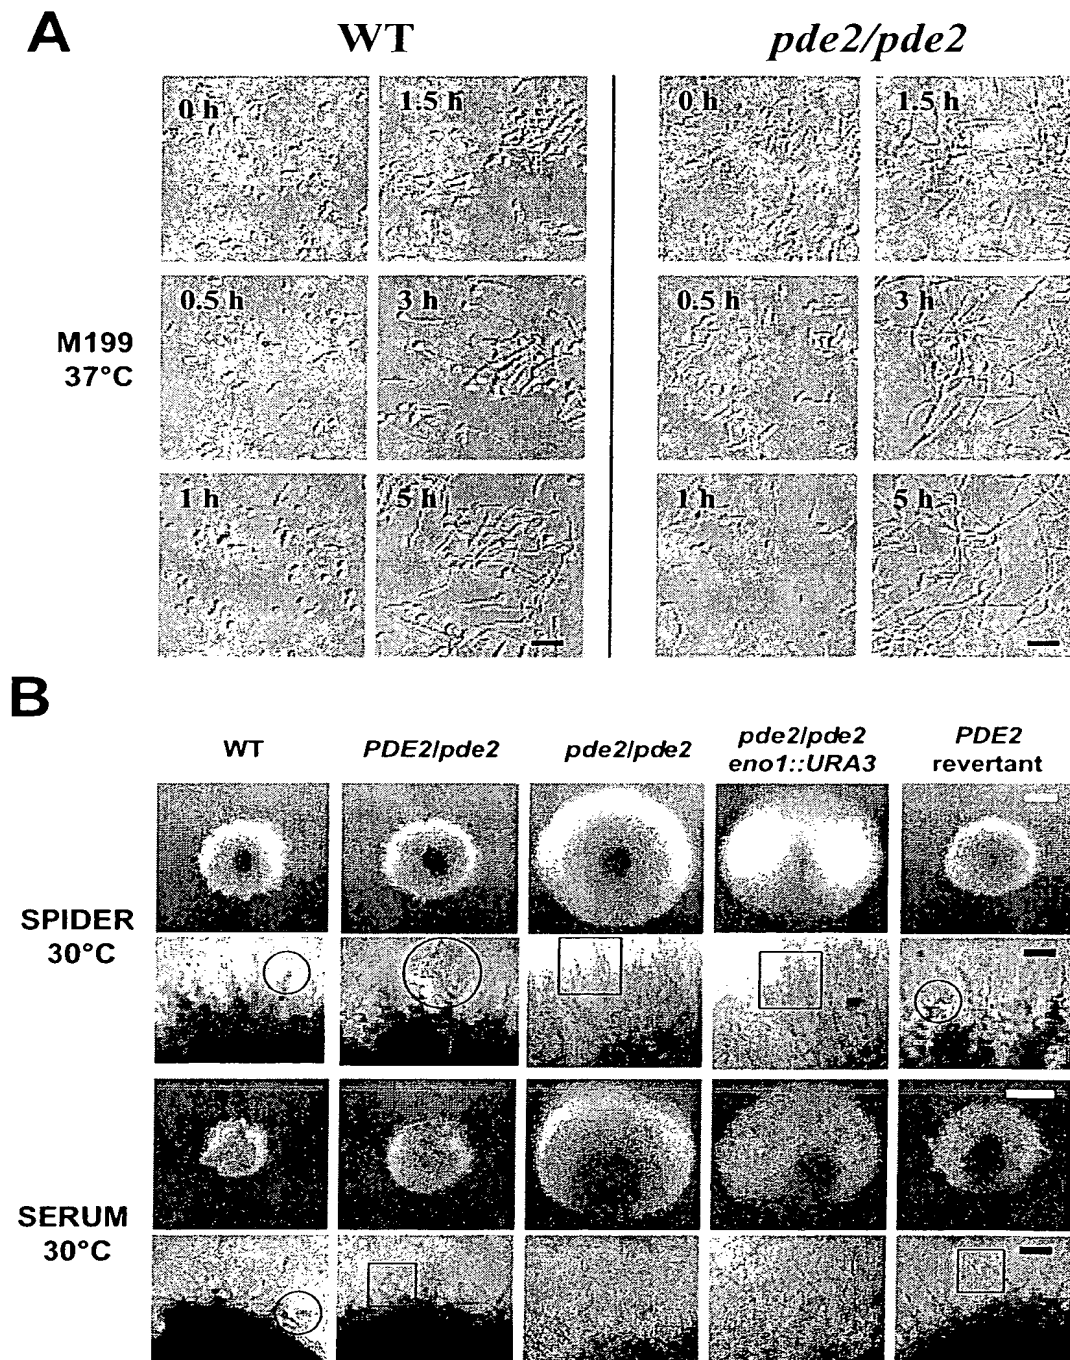 A
WT
pde2/pde2
0 h
1.5 h
0 h
1.5 h
M199
37°C
0.5 h
3 h
0.5 h
3 h
1 h
5 h
1 h
5 h
B
WT
PDE2/pde2
pde2/pde2
pde2/pde2
eno1::URA3
PDE2
revertant
SPIDER
30°C
SERUM
30°C